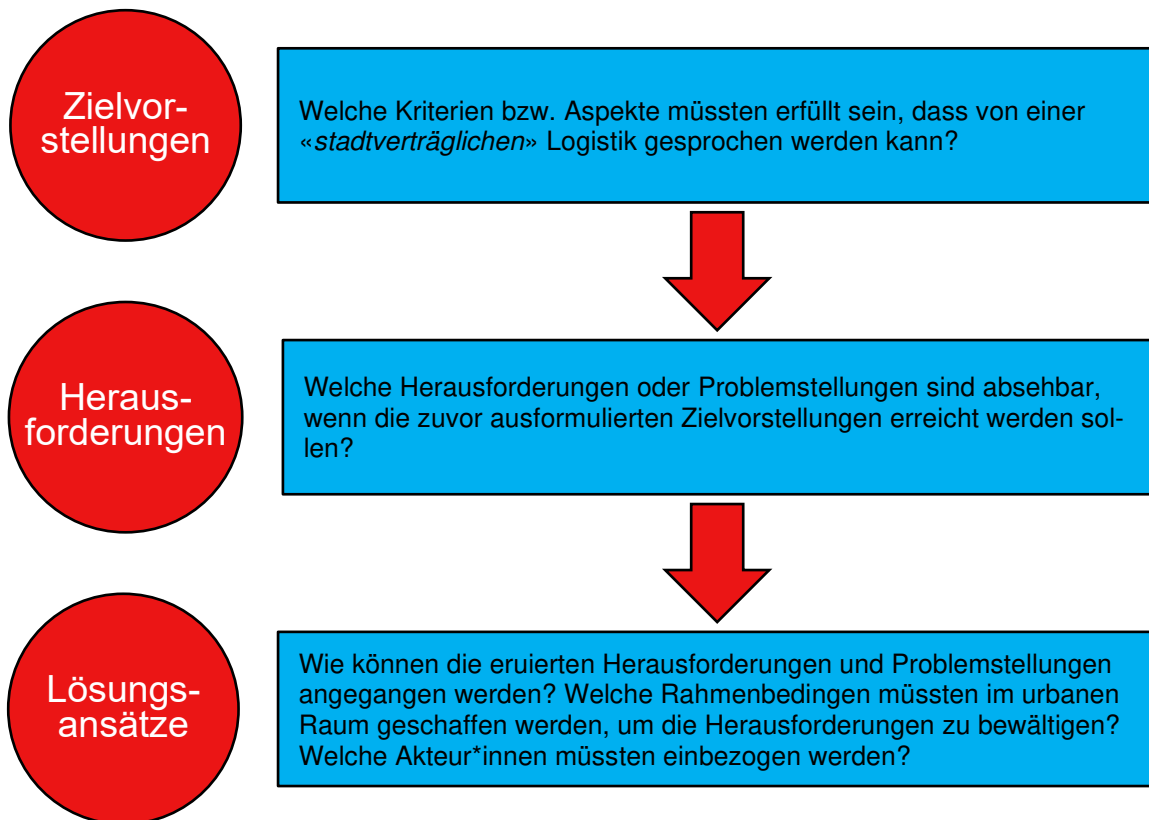 Zielvor-
stellungen
Welche Kriterien bzw. Aspekte müssten erfüllt sein, dass von einer
«stadtverträglichen» Logistik gesprochen werden kann?
Heraus-
forderungen
Welche Herausforderungen oder Problemstellungen sind absehbar,
wenn die zuvor ausformulierten Zielvorstellungen erreicht werden sol-
len?
Lösungs-
ansätze
Wie können die eruierten Herausforderungen und Problemstellungen
angegangen werden? Welche Rahmenbedingen müssten im urbanen
Raum geschaffen werden, um die Herausforderungen zu bewältigen?
Welche Akteur*innen müssten einbezogen werden?